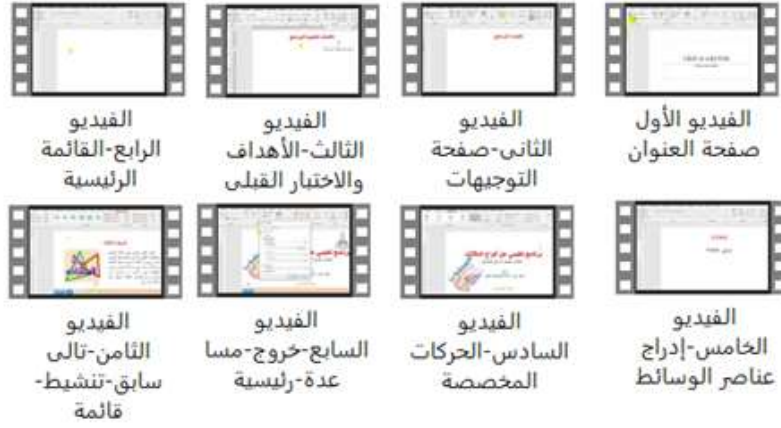 الفيديو الأول
صفحة العنوان
الفيديو
الثانى-صفحة
التوجيهات
الفيديو
الثالث-الأهداف
والاختبار القبلى
الفيديو
الرابع-القائمة
الرئيسية
الفيديو
الخامس-إدراج
عناصر الوسائط
الفيديو
السادس-الحركات
المخصصة
الفيديو
السابع-خروج-مسا
عدة-رئيسية
الفيديو
الثامن-تالى
سابق-تنشيط-
قائمة